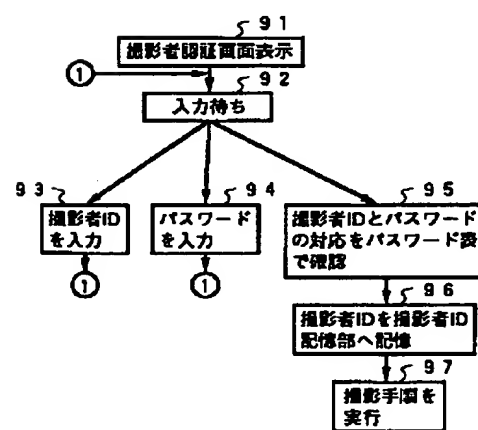 91
撮影者認証画面表示
①
92
入力待ち
93
撮影者ID
を入力
①
94
パスワード
を入力
①
95
撮影者IDとパスワード
の対応をパスワード表
で確認
96
撮影者IDを撮影者ID
記憶部へ記憶
97
撮影手順を
実行